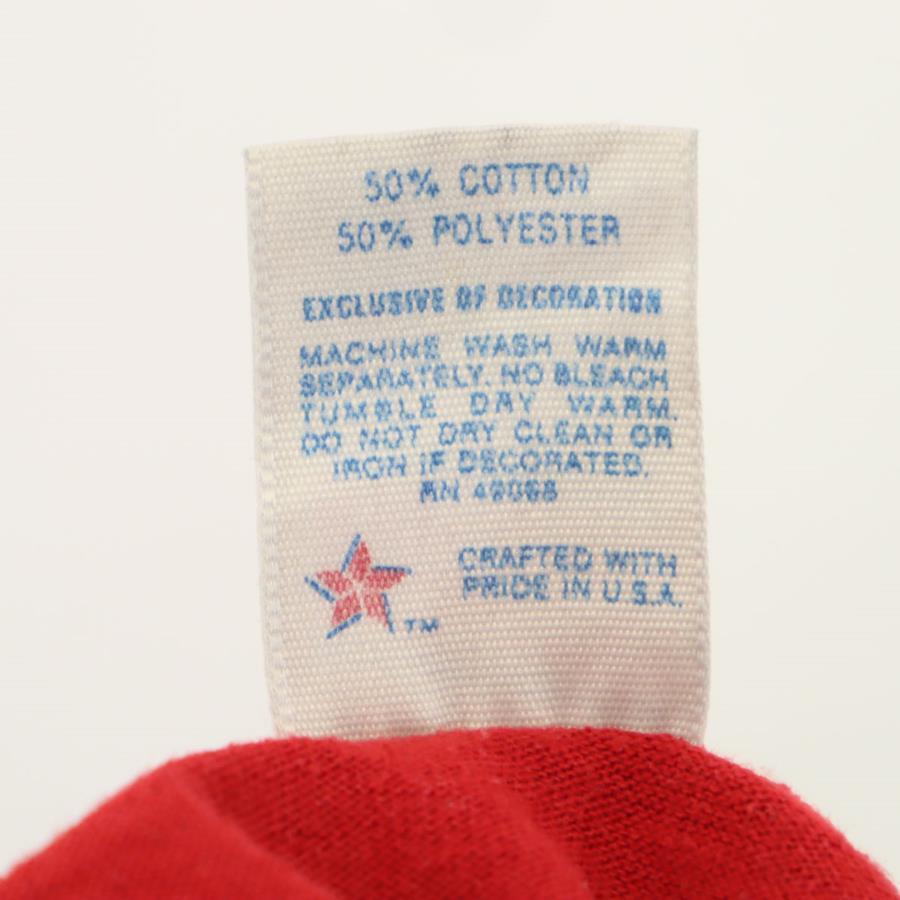 50% COTTON
50% POLYESTER
EXCLUSIVE OF DECORATION
MACHINE WASH WARM
SEPARATELY. NO BLEACH
TUMBLE DRY WARM.
DO NOT DRY CLEAN OR
IRON IF DECORATED.
RN 49068
CRAFTED WITH
PRIDE IN U.S.A.
TM